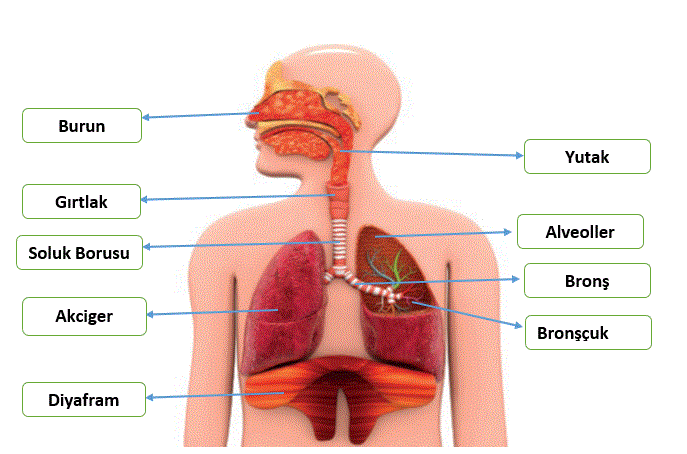 Burun
Yutak
Gırtlak
Alveoller
Soluk Borusu
Bronş
Akciger
Bronşçuk
Diyafram